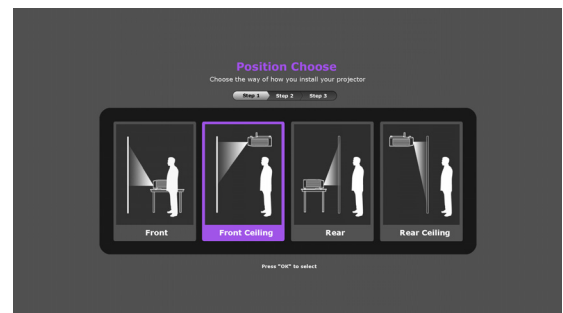 Position Choose
Choose the way of how you install your projector
Step 1 Step 2 Step 3
Front Front Ceiling Rear Rear Ceiling
Press "OK" to select